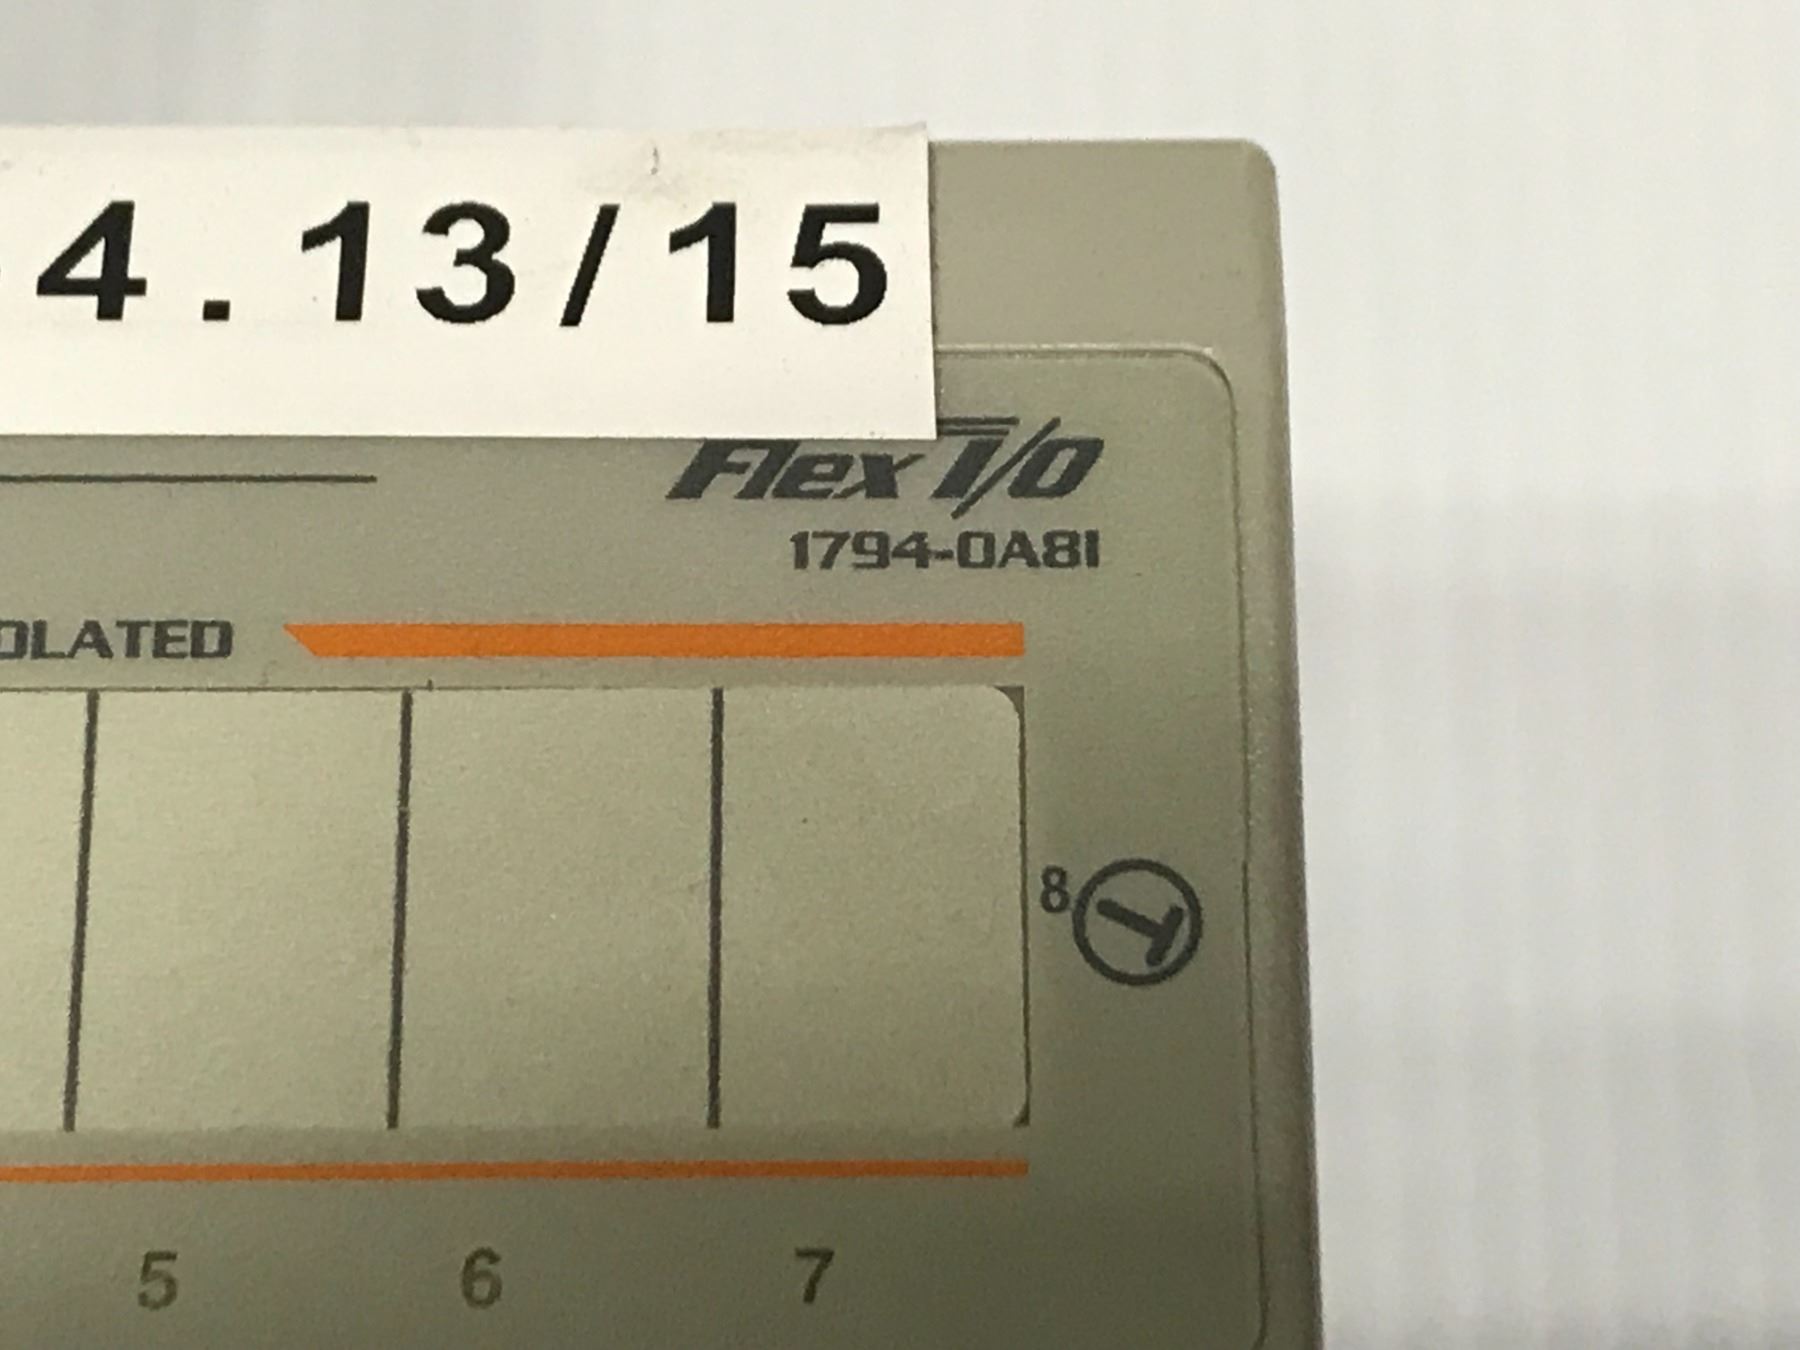 4.13/15
Flex I/O
1794-OA8I
OLATED
8
5 6 7